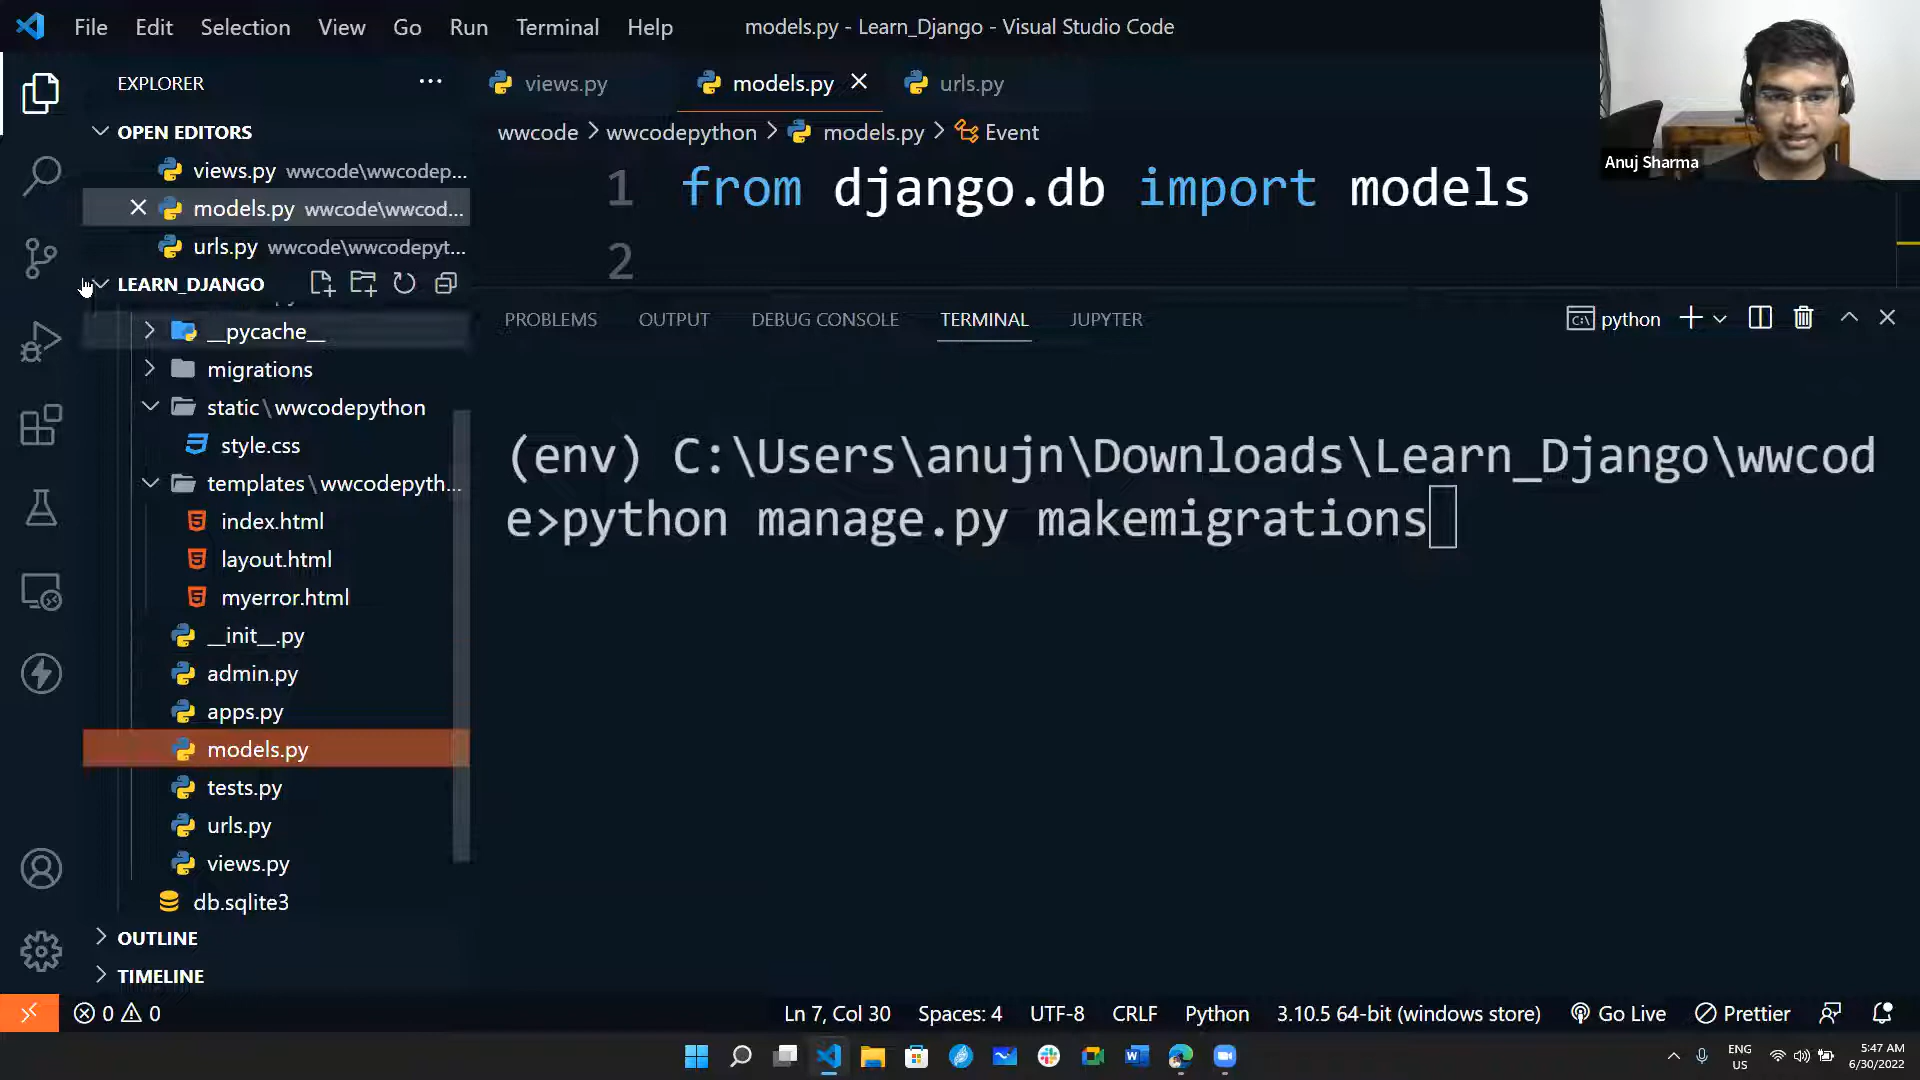 File Edit Selection View Go Run Terminal Help
models.py - Learn_Django - Visual Studio Code
EXPLORER
OPEN EDITORS
views.py wwcode\wwcodep...
models.py wwcode\wwcod...
urls.py wwcode\wwcodepyt...
LEARN_DJANGO
__pycache__
migrations
static\wwcodepython
style.css
templates\wwcodepyth...
index.html
layout.html
myerror.html
__init__.py
admin.py
apps.py
models.py
tests.py
urls.py
views.py
db.sqlite3
OUTLINE
TIMELINE
views.py models.py urls.py
wwcode > wwcodepython > models.py > Event
1 from django.db import models
2
Anuj Sharma
PROBLEMS OUTPUT DEBUG CONSOLE TERMINAL JUPYTER
python
(env) C:\Users\anujn\Downloads\Learn_Django\wwcod
e>python manage.py makemigrations
0 0
Ln 7, Col 30 Spaces: 4 UTF-8 CRLF Python 3.10.5 64-bit (windows store) Go Live Prettier
ENG
US
5:47 AM
6/30/2022